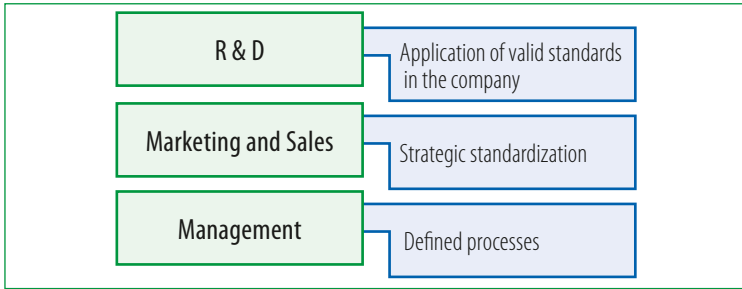 R & D
Application of valid standards
in the company
Marketing and Sales
Strategic standardization
Management
Defined processes